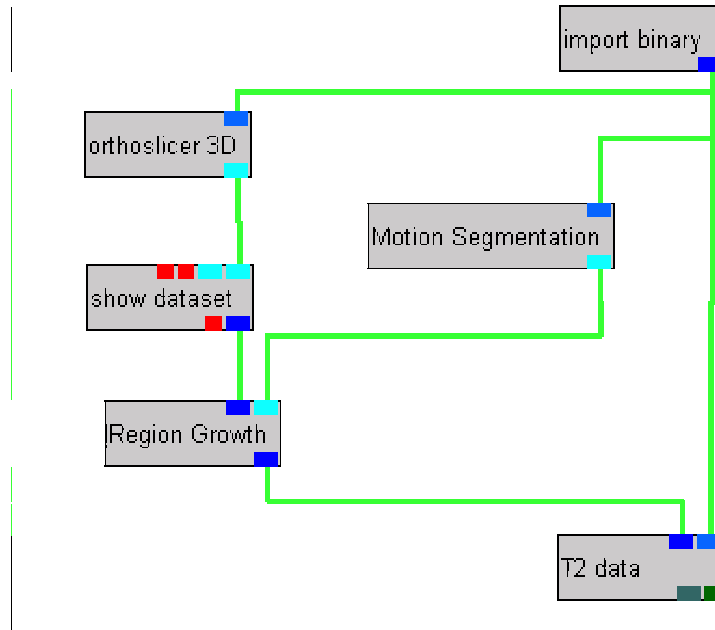 import binary
orthoslicer 3D
Motion Segmentation
show dataset
Region Growth
T2 data